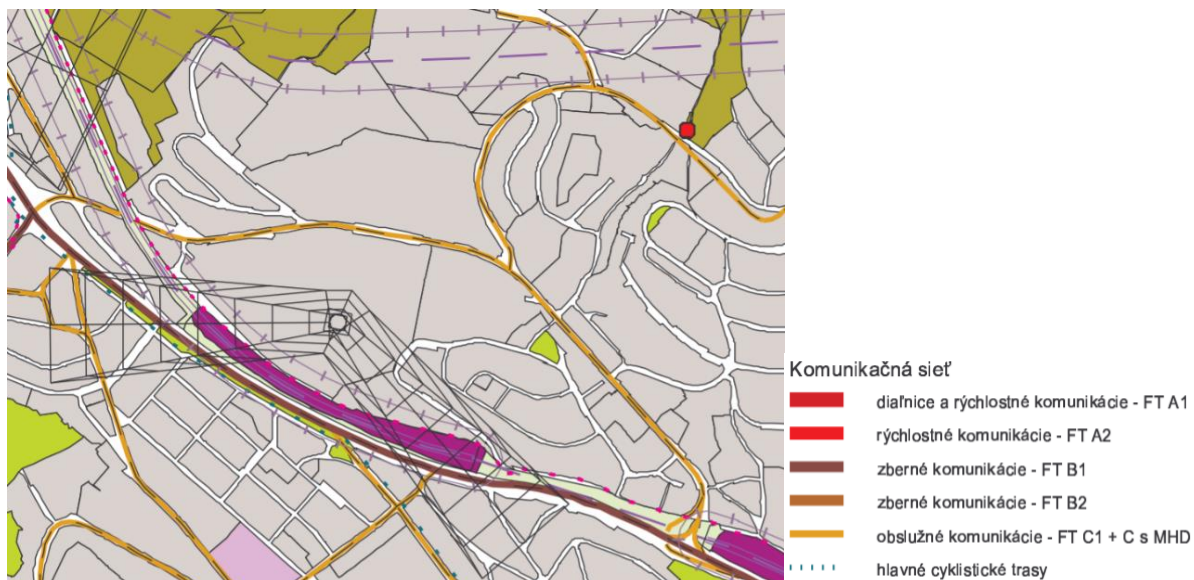 Komunikačná sieť
diaľnice a rýchlostné komunikácie - FT A1
rýchlostné komunikácie - FT A2
zberné komunikácie - FT B1
zberné komunikácie - FT B2
obslužné komunikácie - FT C1 + C s MHD
hlavné cyklistické trasy